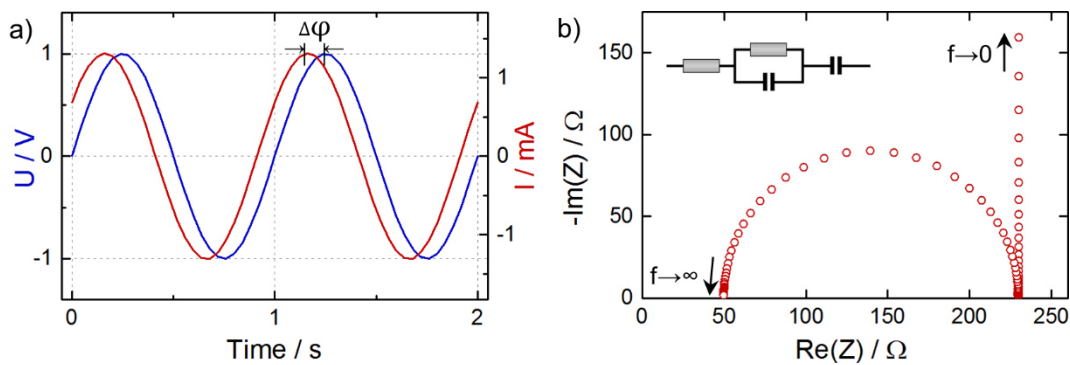 a)
Δφ
U / V
1
0
-1
I / mA
1
0
-1
0
1
2
Time / s
b)
-Im(Z) / Ω
150
100
50
0
f→0
f→∞
0
50
100
150
200
250
Re(Z) / Ω